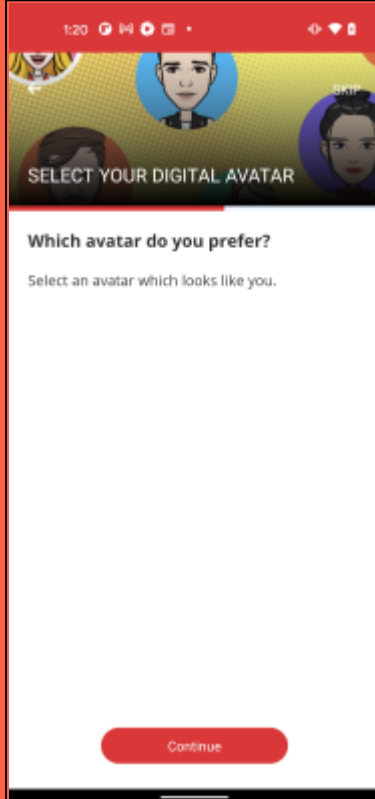 1:20
SKIP
SELECT YOUR DIGITAL AVATAR
Which avatar do you prefer?
Select an avatar which looks like you.
Continue